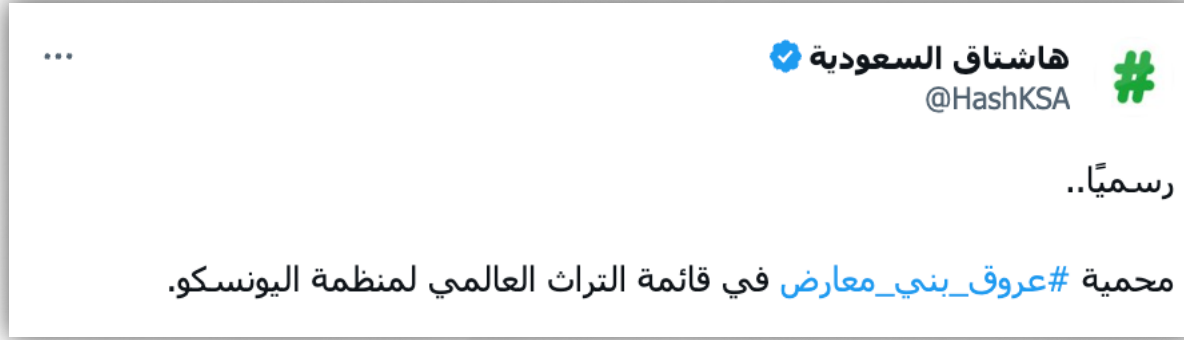 هاشتاق السعودية
@HashKSA
رسميًا..
محمية #عروق_بني_معارض في قائمة التراث العالمي لمنظمة اليونسكو.